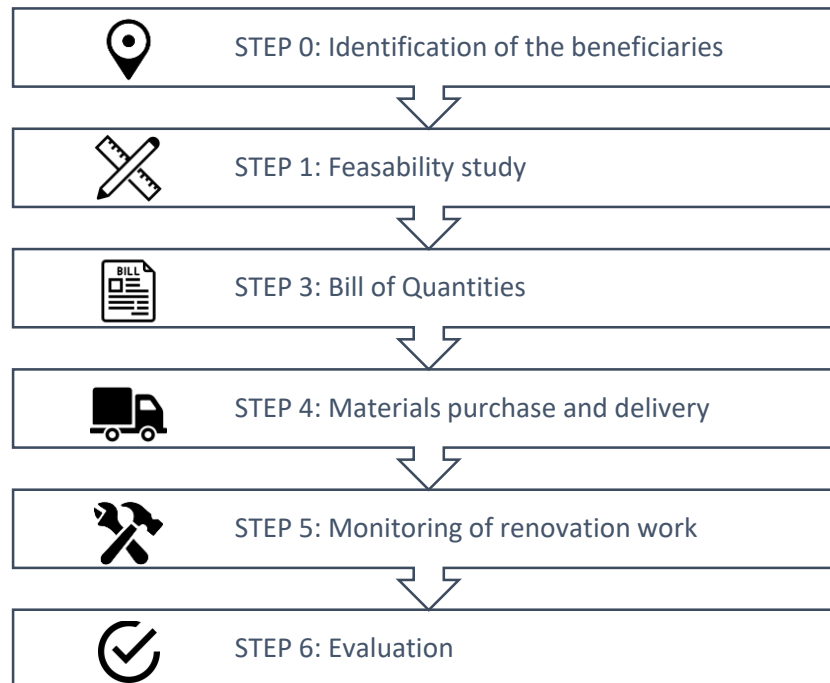 STEP 0: Identification of the beneficiaries
STEP 1: Feasability study
BILL
STEP 3: Bill of Quantities
STEP 4: Materials purchase and delivery
STEP 5: Monitoring of renovation work
STEP 6: Evaluation